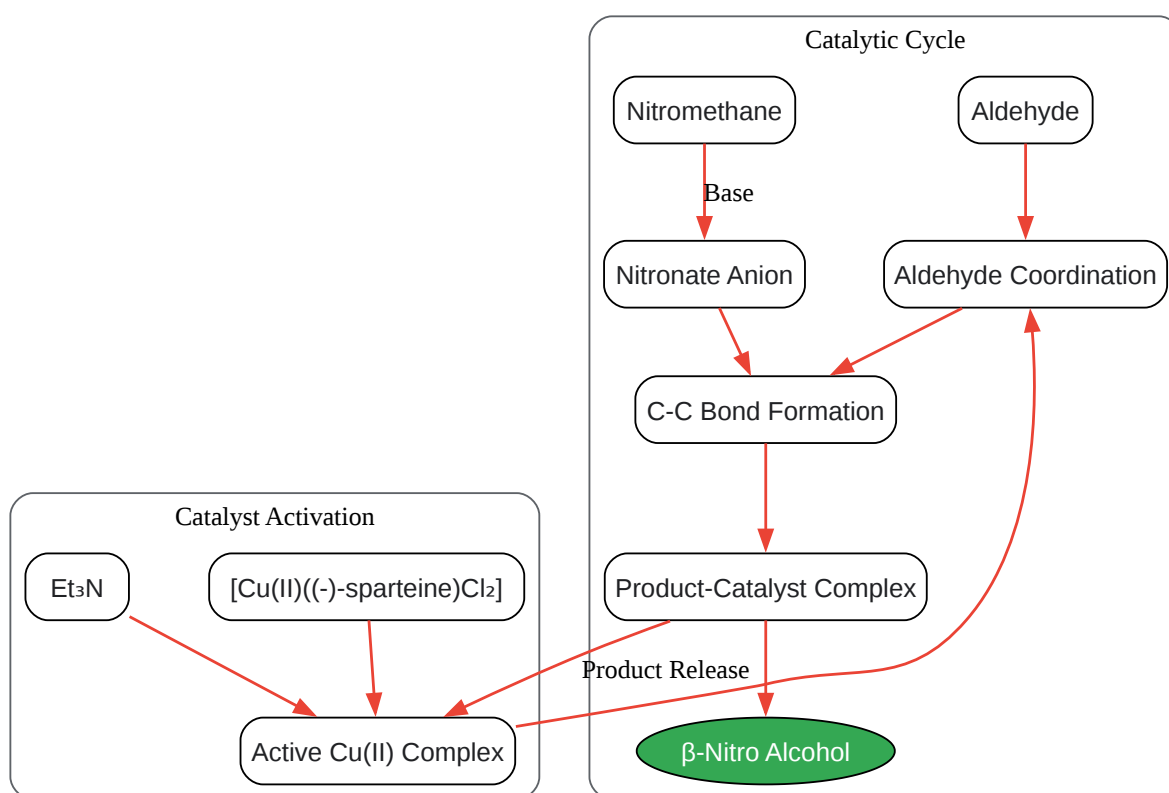 Catalytic Cycle
Nitromethane
Aldehyde
Base
Nitronate Anion
Aldehyde Coordination
C-C Bond Formation
Catalyst Activation
Et₃N
[Cu(II)((-)-sparteine)Cl₂]
Product-Catalyst Complex
Product Release
Active Cu(II) Complex
β-Nitro Alcohol